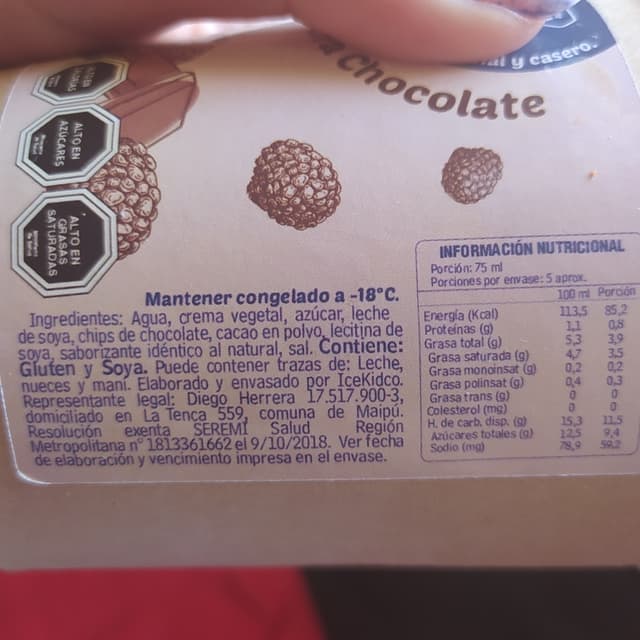 y casero.
Chocolate
ALTO EN
AZÚCARES
ALTO EN
GRASAS
SATURADAS
Mantener congelado a -18°C.
Ingredientes: Agua, crema vegetal, azúcar, leche
de soya, chips de chocolate, cacao en polvo, lecitina de
soya, saborizante idéntico al natural, sal. Contiene:
Gluten y Soya. Puede contener trazas de: Leche,
nueces y maní. Elaborado y envasado por IceKidco.
Representante legal: Diego Herrera 17.517.900-3,
domiciliado en La Tenca 559, comuna de Maipú.
Resolución exenta SEREMI Salud Región
Metropolitana n° 1813361662 el 9/10/2018. Ver fecha
de elaboración y vencimiento impresa en el envase.
INFORMACIÓN NUTRICIONAL
Porción: 75 ml
Porciones por envase: 5 aprox.
100 ml Porción
Energía (Kcal) 113,5 85,2
Proteínas (g) 1,1 0,8
Grasa total (g) 5,3 3,9
Grasa saturada (g) 4,7 3,5
Grasa monoinsat (g) 0,2 0,2
Grasa polinsat (g) 0,4 0,3
Grasa trans (g) 0 0
Colesterol (mg) 0 0
H. de carb. disp. (g) 15,3 11,5
Azúcares totales (g) 12,5 9,4
Sodio (mg) 78,9 59,2